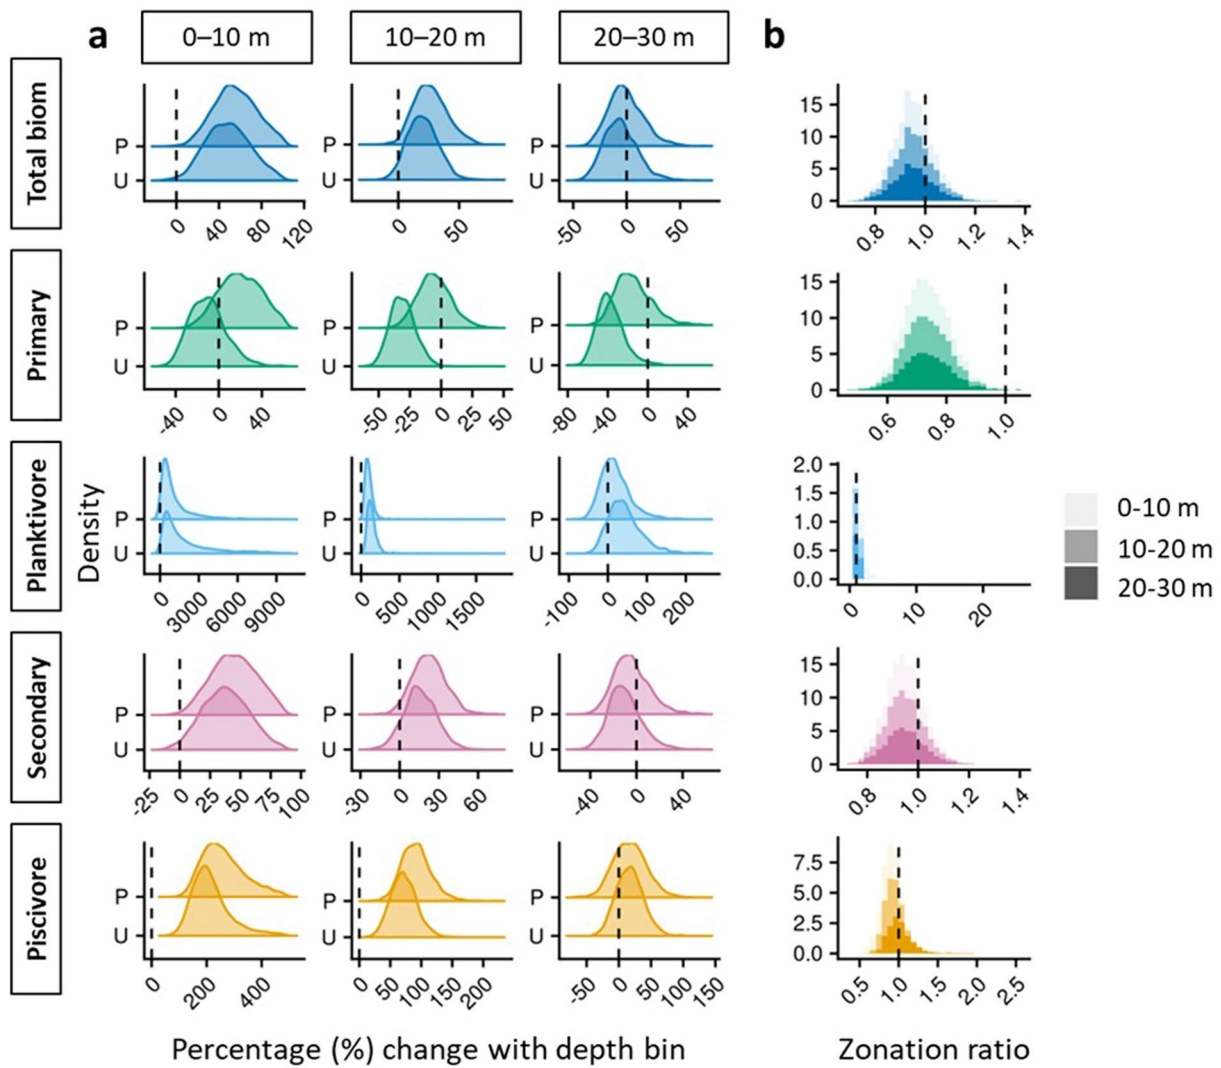 a
0–10 m
10–20 m
20–30 m
b
Total biom
P
U
0
40
80
120
P
U
0
50
P
U
-50
0
50
15
10
5
0
0.8
1.0
1.2
1.4
Primary
P
U
-40
0
40
P
U
-50
-25
0
25
50
P
U
-80
-40
0
40
15
10
5
0
0.6
0.8
1.0
Planktivore
Density
P
U
0
3000
6000
9000
P
U
0
500
1000
1500
P
U
-100
0
100
200
2.0
1.5
1.0
0.5
0.0
0
10
20
0-10 m
10-20 m
20-30 m
Secondary
P
U
-25
0
25
50
75
100
P
U
-30
0
30
60
P
U
-40
0
40
15
10
5
0
0.8
1.0
1.2
1.4
Piscivore
P
U
0
200
400
P
U
0
50
100
150
200
P
U
-50
0
50
100
150
7.5
5.0
2.5
0.0
0.5
1.0
1.5
2.0
2.5
Percentage (%) change with depth bin
Zonation ratio